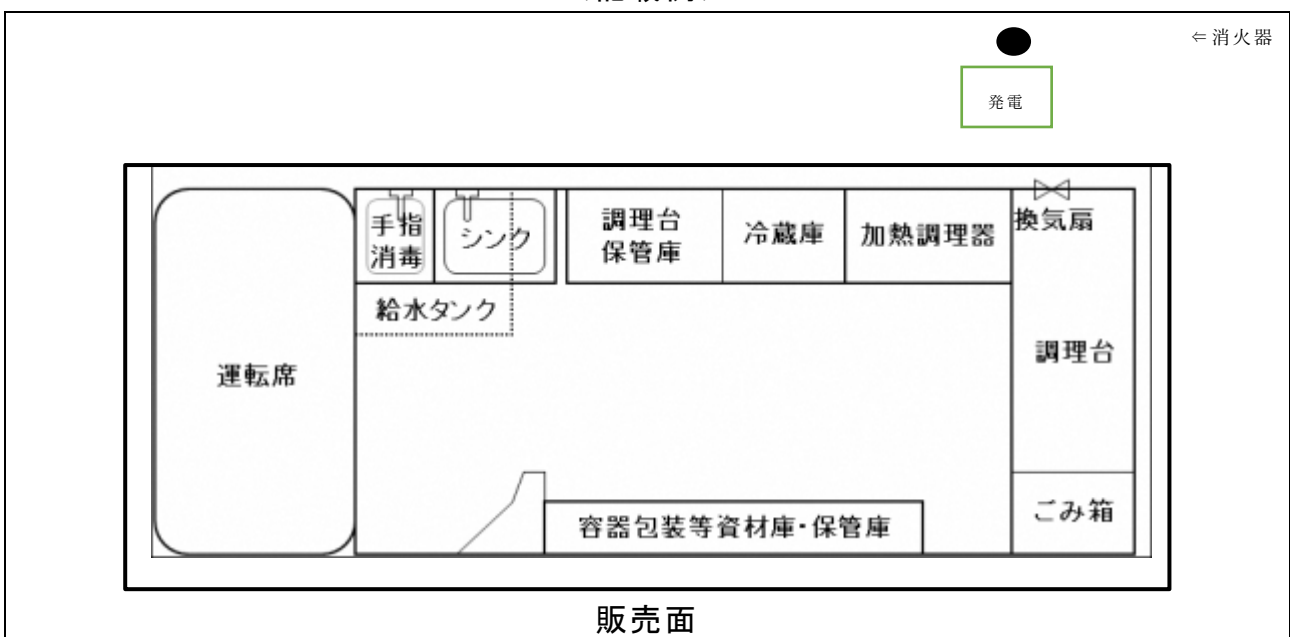 ⇐消火器
発電
手指
消毒
シンク
調理台
保管庫
冷蔵庫
加熱調理器
換気扇
給水タンク
運転席
調理台
容器包装等資材庫・保管庫
ごみ箱
販売面